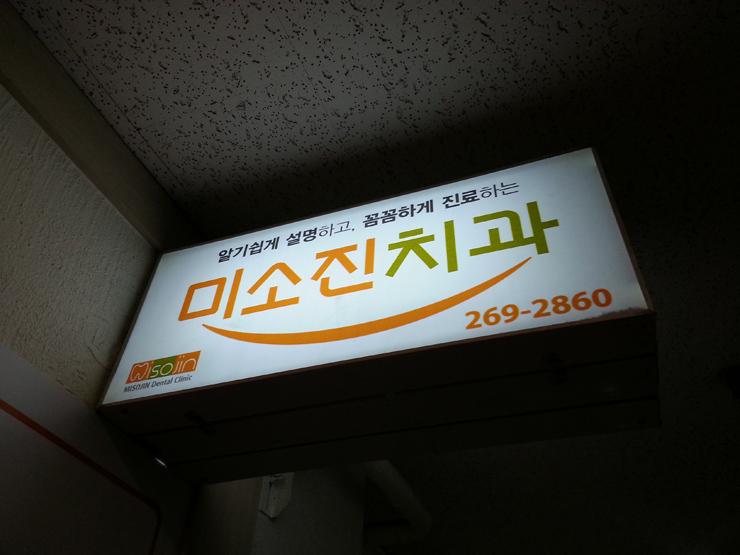 알기쉽게 설명하고, 꼼꼼하게 진료하는
미소진치과
269-2860
Misojin
MISOJIN Dental Clinic